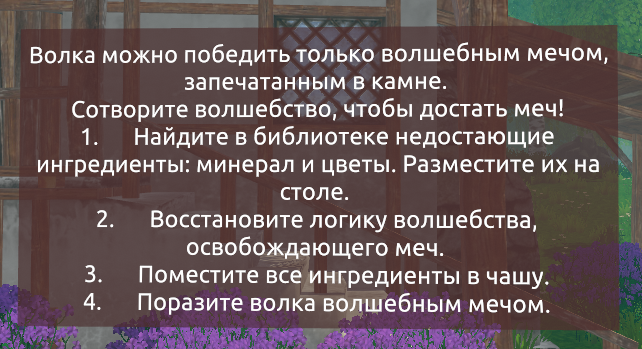 Волка можно победить только волшебным мечом,
запечатанным в камне.
Сотворите волшебство, чтобы достать меч!
1. Найдите в библиотеке недостающие
ингредиенты: минерал и цветы. Разместите их на
столе.
2. Восстановите логику волшебства,
освобождающего меч.
3. Поместите все ингредиенты в чашу.
4. Поразите волка волшебным мечом.